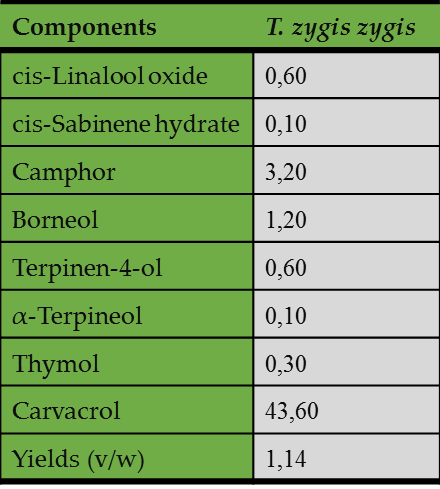 Components T. zygis zygis
cis-Linalool oxide 0,60
cis-Sabinene hydrate 0,10
Camphor 3,20
Borneol 1,20
Terpinen-4-ol 0,60
α-Terpineol 0,10
Thymol 0,30
Carvacrol 43,60
Yields (v/w) 1,14